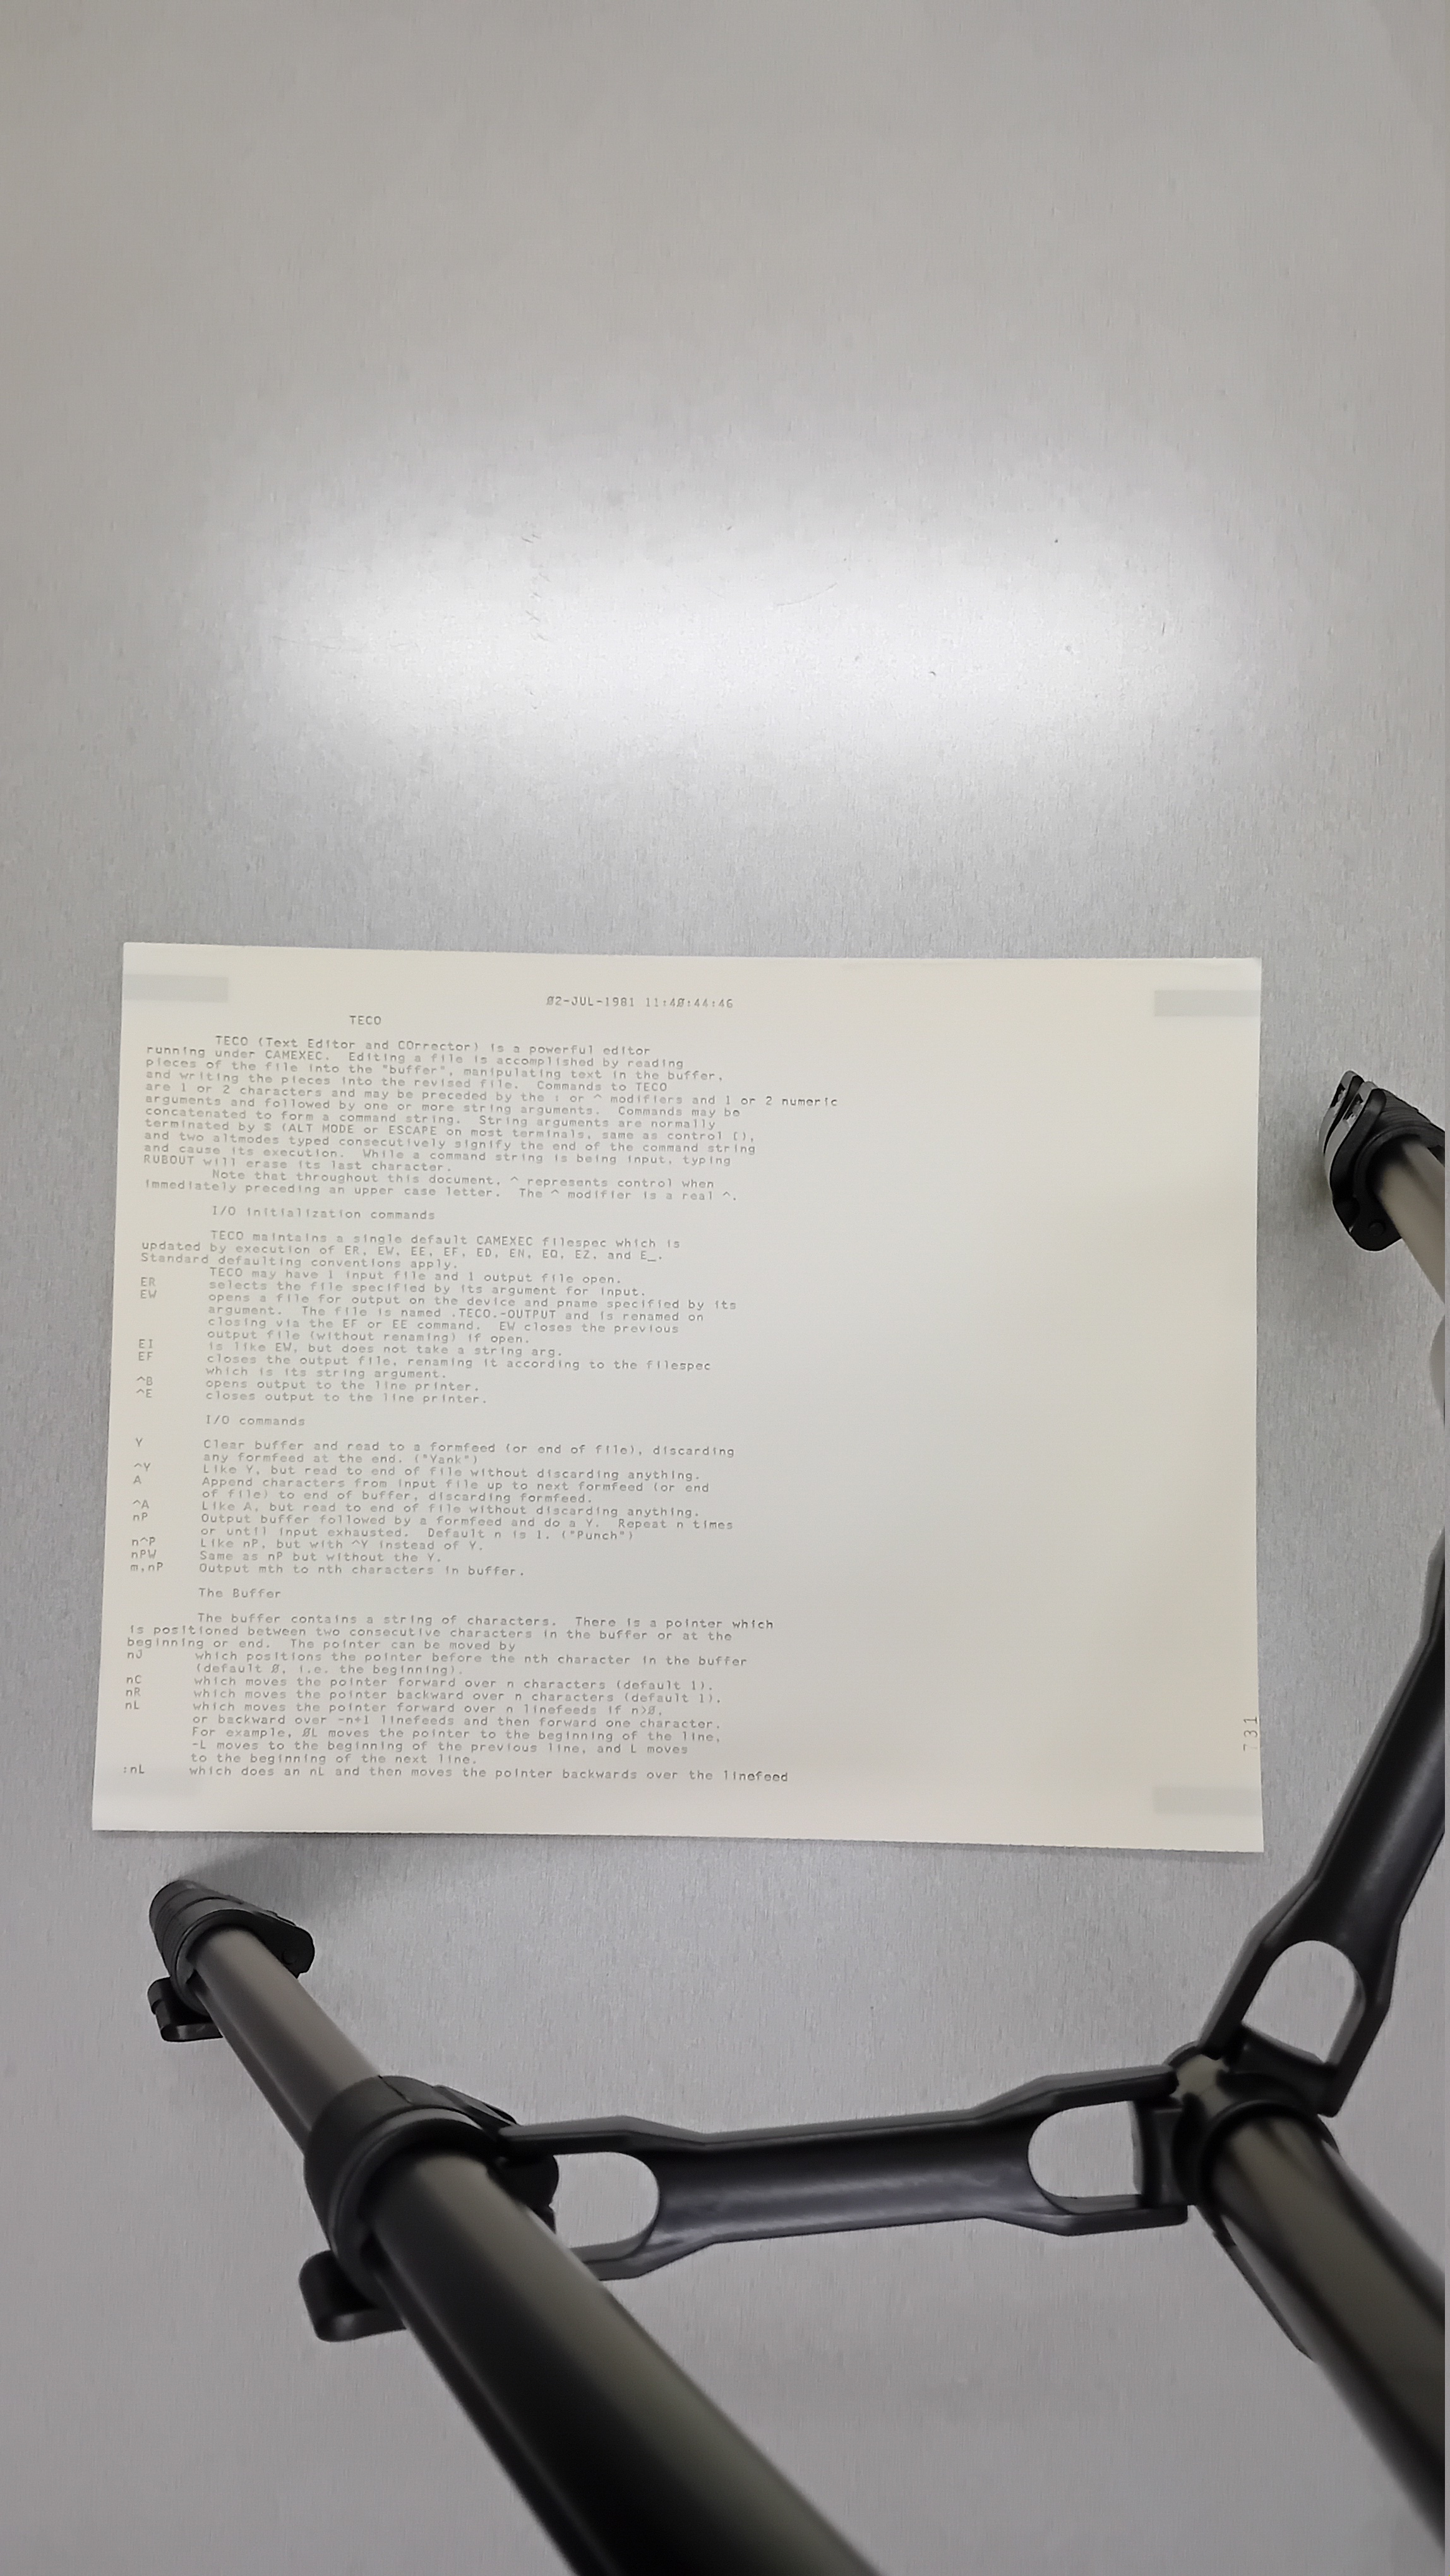 02-JUL-1981 11:40:44:46
TECO
TECO (Text Editor and COrrector) is a powerful editor
running under CAMEXEC.  Editing a file is accomplished by reading
pieces of the file into the "buffer", manipulating text in the buffer,
and writing the pieces into the revised file.  Commands to TECO
are 1 or 2 characters and may be preceded by the : or ^ modifiers and 1 or 2 numeric
arguments and followed by one or more string arguments.  Commands may be
concatenated to form a command string.  String arguments are normally
terminated by $ (ALT MODE or ESCAPE on most terminals, same as control [),
and two altmodes typed consecutively signify the end of the command string
and cause its execution.  While a command string is being input, typing
RUBOUT will erase its last character.
Note that throughout this document, ^ represents control when
immediately preceding an upper case letter.  The ^ modifier is a real ^.
I/O initialization commands
TECO maintains a single default CAMEXEC filespec which is
updated by execution of ER, EW, EE, EF, ED, EN, EQ, EZ, and E_.
Standard defaulting conventions apply.
TECO may have 1 input file and 1 output file open.
ER selects the file specified by its argument for input.
EW opens a file for output on the device and pname specified by its
argument.  The file is named .TECO.-OUTPUT and is renamed on
closing via the EF or EE command.  EW closes the previous
output file (without renaming) if open.
EI is like EW, but does not take a string arg.
EF closes the output file, renaming it according to the filespec
which is its string argument.
^B opens output to the line printer.
^E closes output to the line printer.
I/O commands
Y Clear buffer and read to a formfeed (or end of file), discarding
any formfeed at the end. ("Yank")
^Y Like Y, but read to end of file without discarding anything.
A Append characters from input file up to next formfeed (or end
of file) to end of buffer, discarding formfeed.
^A Like A, but read to end of file without discarding anything.
nP Output buffer followed by a formfeed and do a Y.  Repeat n times
or until input exhausted.  Default n is 1. ("Punch")
n^P Like nP, but with ^Y instead of Y.
nPW Same as nP but without the Y.
m,nP Output mth to nth characters in buffer.
The Buffer
The buffer contains a string of characters.  There is a pointer which
is positioned between two consecutive characters in the buffer or at the
beginning or end.  The pointer can be moved by
nJ which positions the pointer before the nth character in the buffer
(default 0, i.e. the beginning).
nC which moves the pointer forward over n characters (default 1).
nR which moves the pointer backward over n characters (default 1).
nL which moves the pointer forward over n linefeeds if n>0,
or backward over -n+1 linefeeds and then forward one character.
For example, 0L moves the pointer to the beginning of the line,
-L moves to the beginning of the previous line, and L moves
to the beginning of the next line.
:nL which does an nL and then moves the pointer backwards over the linefeed
731